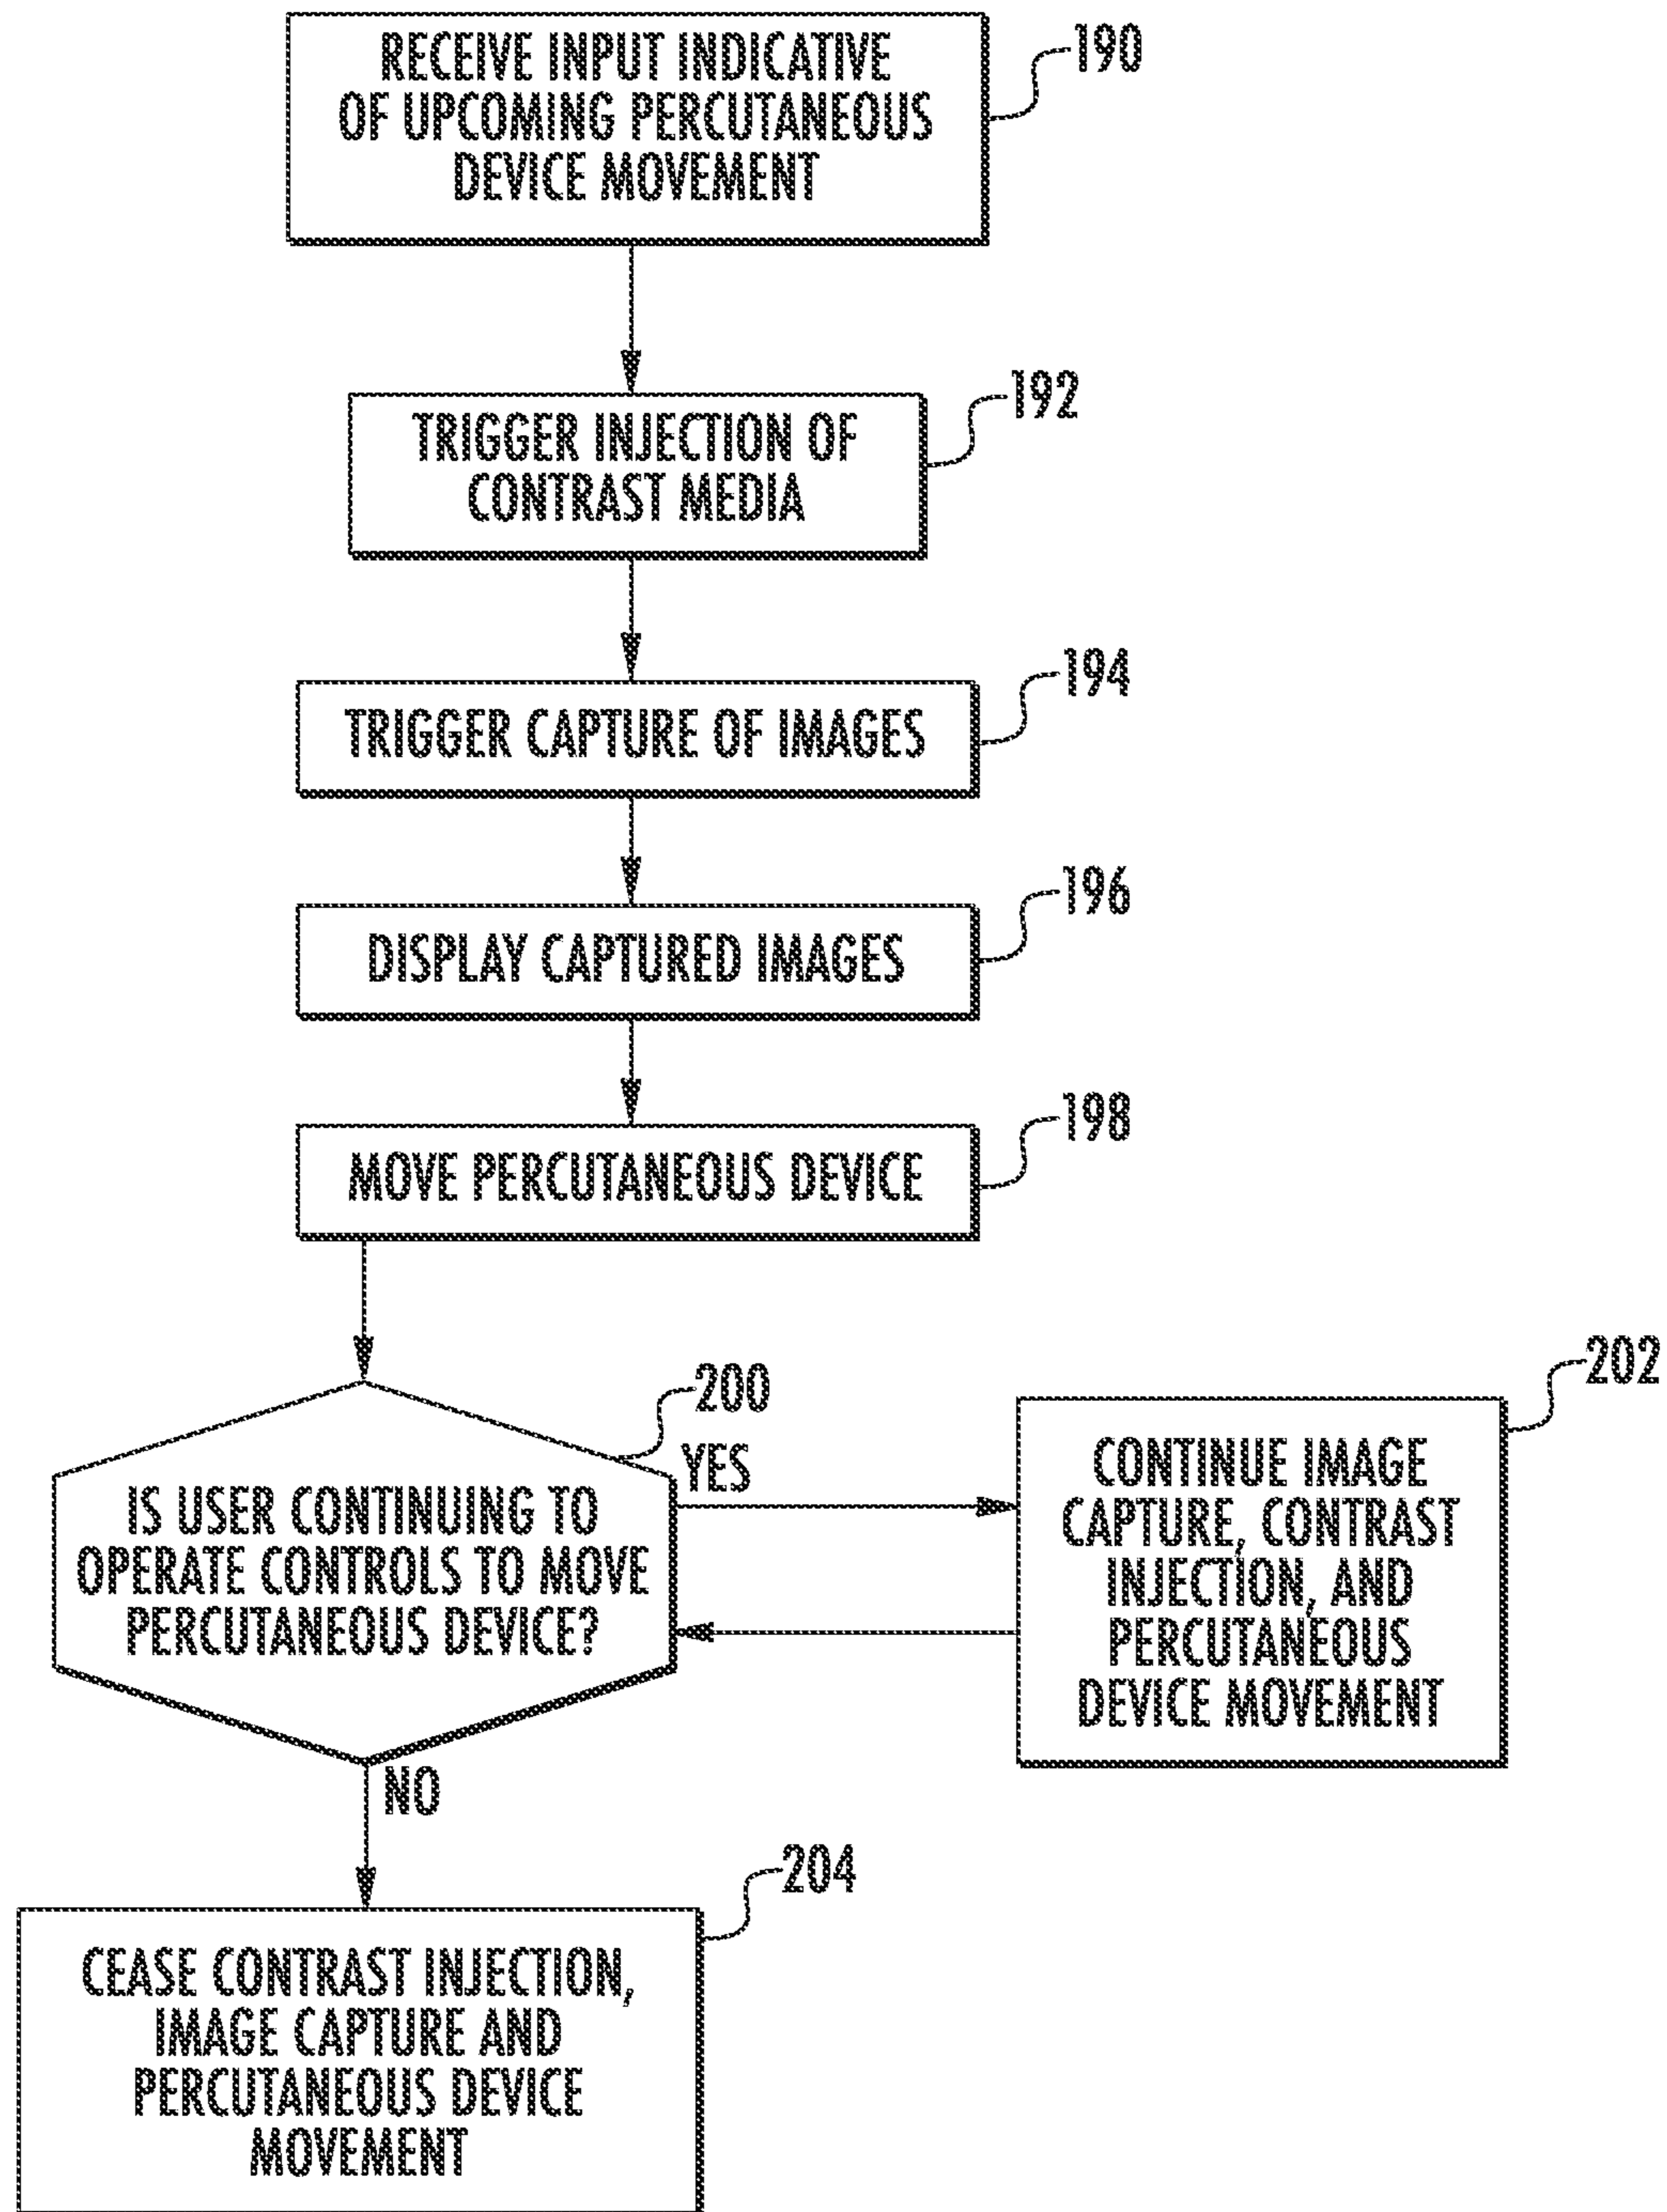 RECEIVE INPUT INDICATIVE
OF UPCOMING PERCUTANEOUS
DEVICE MOVEMENT
190
TRIGGER INJECTION OF
CONTRAST MEDIA
192
TRIGGER CAPTURE OF IMAGES
194
DISPLAY CAPTURED IMAGES
196
MOVE PERCUTANEOUS DEVICE
198
200
YES
IS USER CONTINUING TO
OPERATE CONTROLS TO MOVE
PERCUTANEOUS DEVICE?
202
CONTINUE IMAGE
CAPTURE, CONTRAST
INJECTION, AND
PERCUTANEOUS
DEVICE MOVEMENT
NO
204
CEASE CONTRAST INJECTION,
IMAGE CAPTURE AND
PERCUTANEOUS DEVICE
MOVEMENT